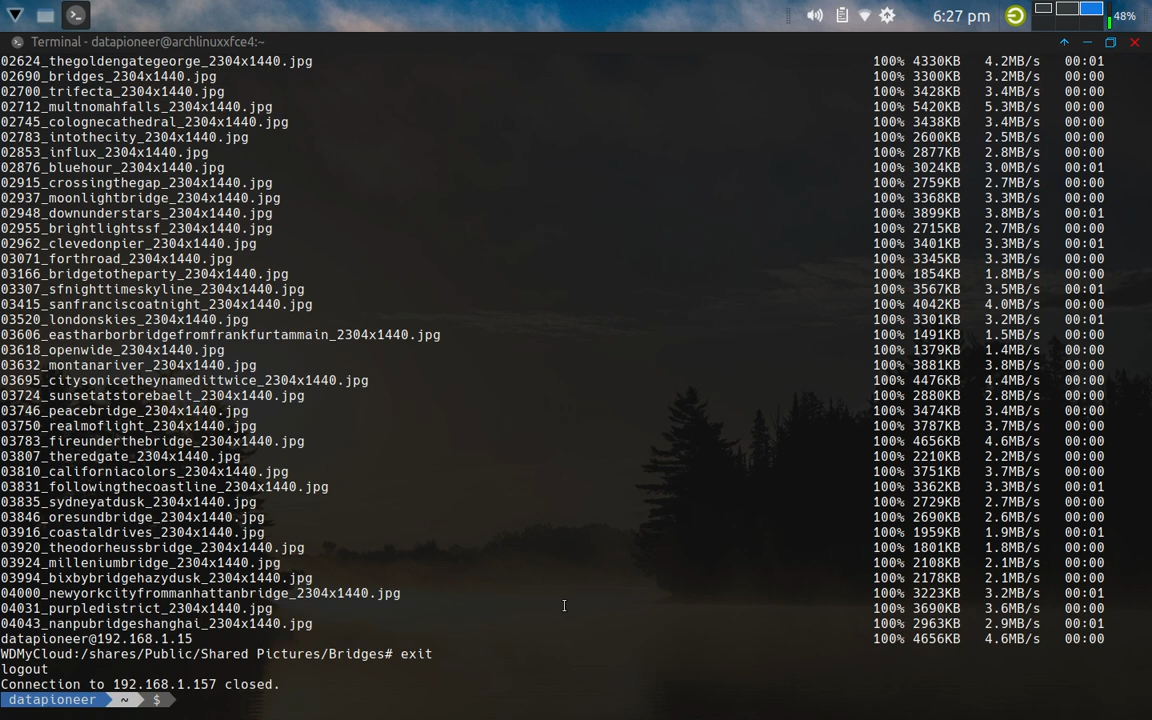 6:27 pm
48%
Terminal - datapioneer@archlinuxxfce4:~
02624_thegoldengategeorge_2304x1440.jpg 100% 4330KB 4.2MB/s 00:01
02690_bridges_2304x1440.jpg 100% 3300KB 3.2MB/s 00:00
02700_trifecta_2304x1440.jpg 100% 3428KB 3.4MB/s 00:00
02712_multnomahfalls_2304x1440.jpg 100% 5420KB 5.3MB/s 00:00
02745_colognecathedral_2304x1440.jpg 100% 3438KB 3.4MB/s 00:00
02783_intothecity_2304x1440.jpg 100% 2600KB 2.5MB/s 00:00
02853_influx_2304x1440.jpg 100% 2877KB 2.8MB/s 00:00
02876_bluehour_2304x1440.jpg 100% 3024KB 3.0MB/s 00:01
02915_crossingthegap_2304x1440.jpg 100% 2759KB 2.7MB/s 00:00
02937_moonlightbridge_2304x1440.jpg 100% 3368KB 3.3MB/s 00:00
02948_downunderstars_2304x1440.jpg 100% 3899KB 3.8MB/s 00:01
02955_brightlightssf_2304x1440.jpg 100% 2715KB 2.7MB/s 00:00
02962_clevedonpier_2304x1440.jpg 100% 3401KB 3.3MB/s 00:01
03071_forthroad_2304x1440.jpg 100% 3345KB 3.3MB/s 00:00
03166_bridgetotheparty_2304x1440.jpg 100% 1854KB 1.8MB/s 00:00
03307_sfnighttimeskyline_2304x1440.jpg 100% 3567KB 3.5MB/s 00:01
03415_sanfranciscoatnight_2304x1440.jpg 100% 4042KB 4.0MB/s 00:00
03520_londonskies_2304x1440.jpg 100% 3301KB 3.2MB/s 00:01
03606_eastharborbridgefromfrankfurtammain_2304x1440.jpg 100% 1491KB 1.5MB/s 00:00
03618_openwide_2304x1440.jpg 100% 1379KB 1.4MB/s 00:00
03632_montanariver_2304x1440.jpg 100% 3881KB 3.8MB/s 00:00
03695_citysonicetheynamedittwice_2304x1440.jpg 100% 4476KB 4.4MB/s 00:00
03724_sunsetatstorebaelt_2304x1440.jpg 100% 2880KB 2.8MB/s 00:00
03746_peacebridge_2304x1440.jpg 100% 3474KB 3.4MB/s 00:00
03750_realmoflight_2304x1440.jpg 100% 3787KB 3.7MB/s 00:00
03783_fireunderthebridge_2304x1440.jpg 100% 4656KB 4.6MB/s 00:00
03807_theredgate_2304x1440.jpg 100% 2210KB 2.2MB/s 00:00
03810_californiacolors_2304x1440.jpg 100% 3751KB 3.7MB/s 00:00
03831_followingthecoastline_2304x1440.jpg 100% 3362KB 3.3MB/s 00:01
03835_sydneyatdusk_2304x1440.jpg 100% 2729KB 2.7MB/s 00:00
03846_oresundbridge_2304x1440.jpg 100% 2690KB 2.6MB/s 00:00
03916_coastaldrives_2304x1440.jpg 100% 1959KB 1.9MB/s 00:01
03920_theodorheussbridge_2304x1440.jpg 100% 1801KB 1.8MB/s 00:00
03924_milleniumbridge_2304x1440.jpg 100% 2108KB 2.1MB/s 00:00
03994_bixbybridgehazydusk_2304x1440.jpg 100% 2178KB 2.1MB/s 00:00
04000_newyorkcityfrommanhattanbridge_2304x1440.jpg 100% 3223KB 3.2MB/s 00:01
04031_purpledistrict_2304x1440.jpg 100% 3690KB 3.6MB/s 00:00
04043_nanpubridgeshanghai_2304x1440.jpg 100% 2963KB 2.9MB/s 00:01
datapioneer@192.168.1.15 100% 4656KB 4.6MB/s 00:00
WDMyCloud:/shares/Public/Shared Pictures/Bridges# exit
logout
Connection to 192.168.1.157 closed.
datapioneer ~ $